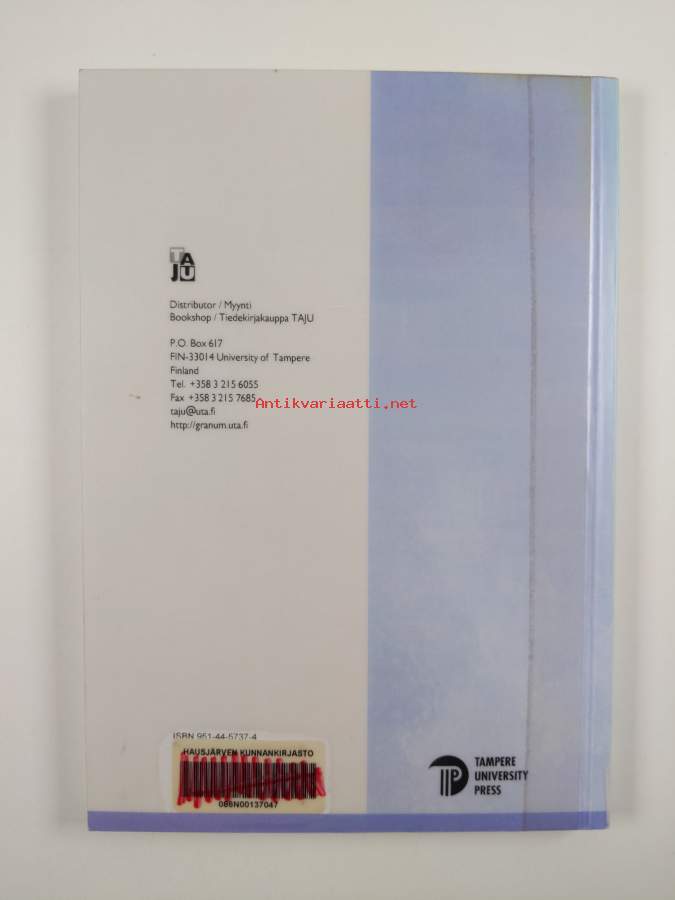 TA
JU
Distributor / Myynti
Bookshop / Tiedekirjakauppa TAJU
P.O. Box 617
FIN-33014 University of Tampere
Finland
Tel. +358 3 215 6055
Fax +358 3 215 7685
taju@uta.fi
http://granum.uta.fi
Antikvariaatti.net
ISBN 951-44-5737-4
HAUSJÄRVEN KUNNANKIRJASTO
086N00137047
TAMPERE
UNIVERSITY
PRESS